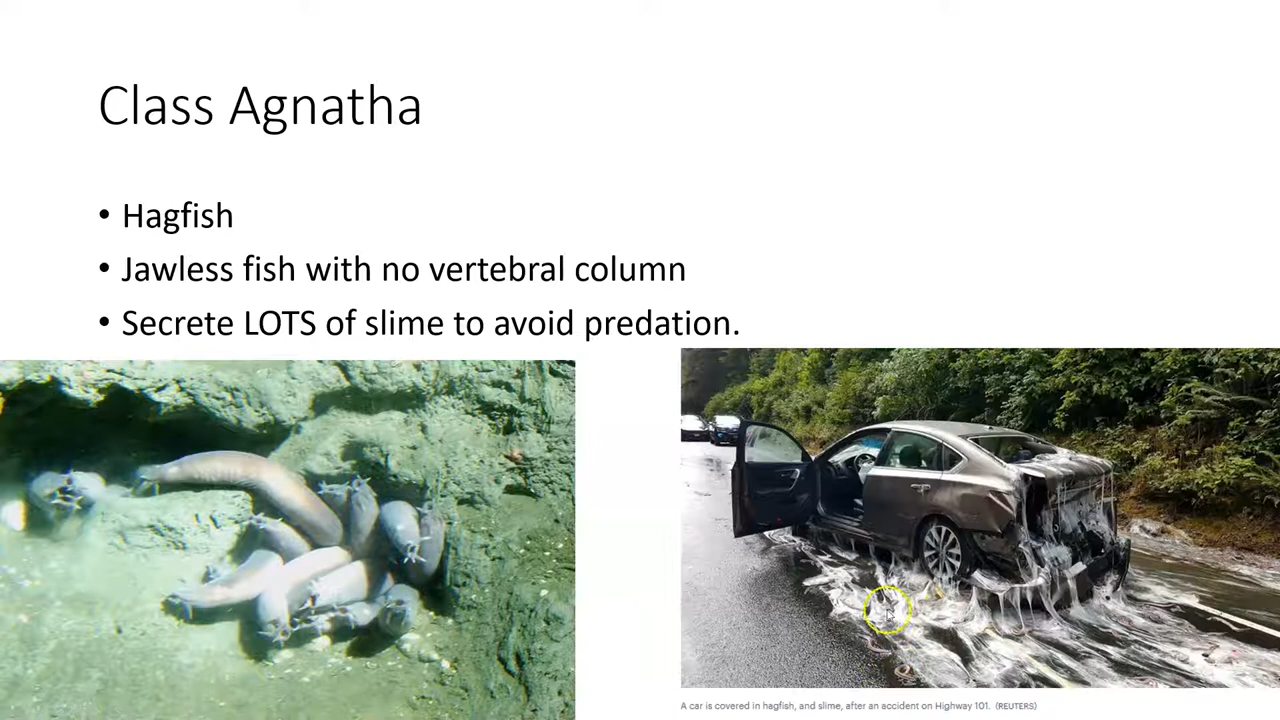 Class Agnatha
• Hagfish
• Jawless fish with no vertebral column
• Secrete LOTS of slime to avoid predation.
A car is covered in hagfish, and slime, after an accident on Highway 101. (REUTERS)